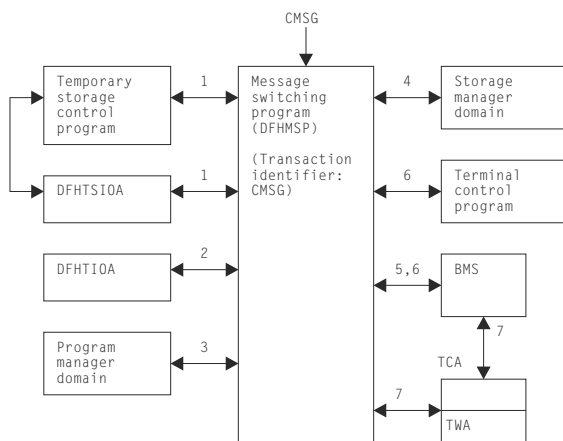 CMSG
Temporary
storage
control
program
1
Message
switching
program
(DFHMSP)
(Transaction
identifier:
CMSG)
4
Storage
manager
domain
DFHTSIOA
1
6
Terminal
control
program
DFHTIOA
2
5,6
BMS
7
Program
manager
domain
3
TCA
7
TWA